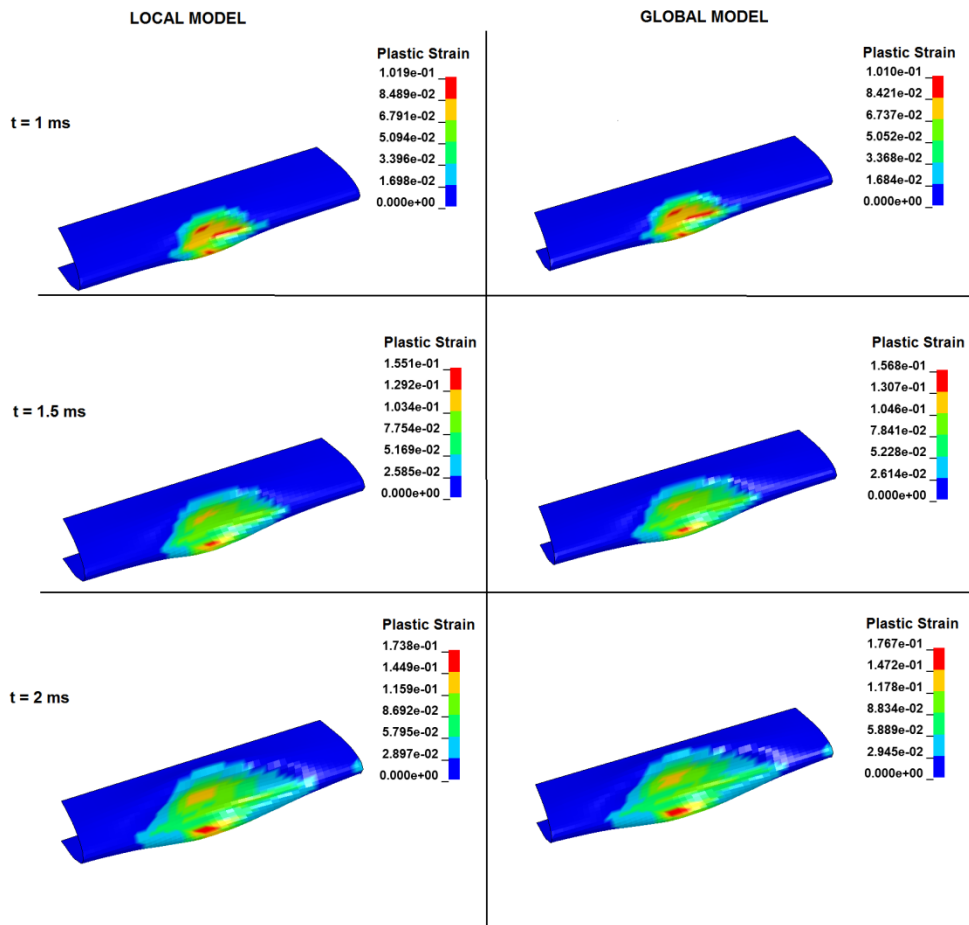 LOCAL MODEL
GLOBAL MODEL
t = 1 ms
Plastic Strain
1.019e-01
8.489e-02
6.791e-02
5.094e-02
3.396e-02
1.698e-02
0.000e+00
Plastic Strain
1.010e-01
8.421e-02
6.737e-02
5.052e-02
3.368e-02
1.684e-02
0.000e+00
t = 1.5 ms
Plastic Strain
1.551e-01
1.292e-01
1.034e-01
7.754e-02
5.169e-02
2.585e-02
0.000e+00
Plastic Strain
1.568e-01
1.307e-01
1.046e-01
7.841e-02
5.228e-02
2.614e-02
0.000e+00
t = 2 ms
Plastic Strain
1.738e-01
1.449e-01
1.159e-01
8.692e-02
5.795e-02
2.897e-02
0.000e+00
Plastic Strain
1.767e-01
1.472e-01
1.178e-01
8.834e-02
5.889e-02
2.945e-02
0.000e+00